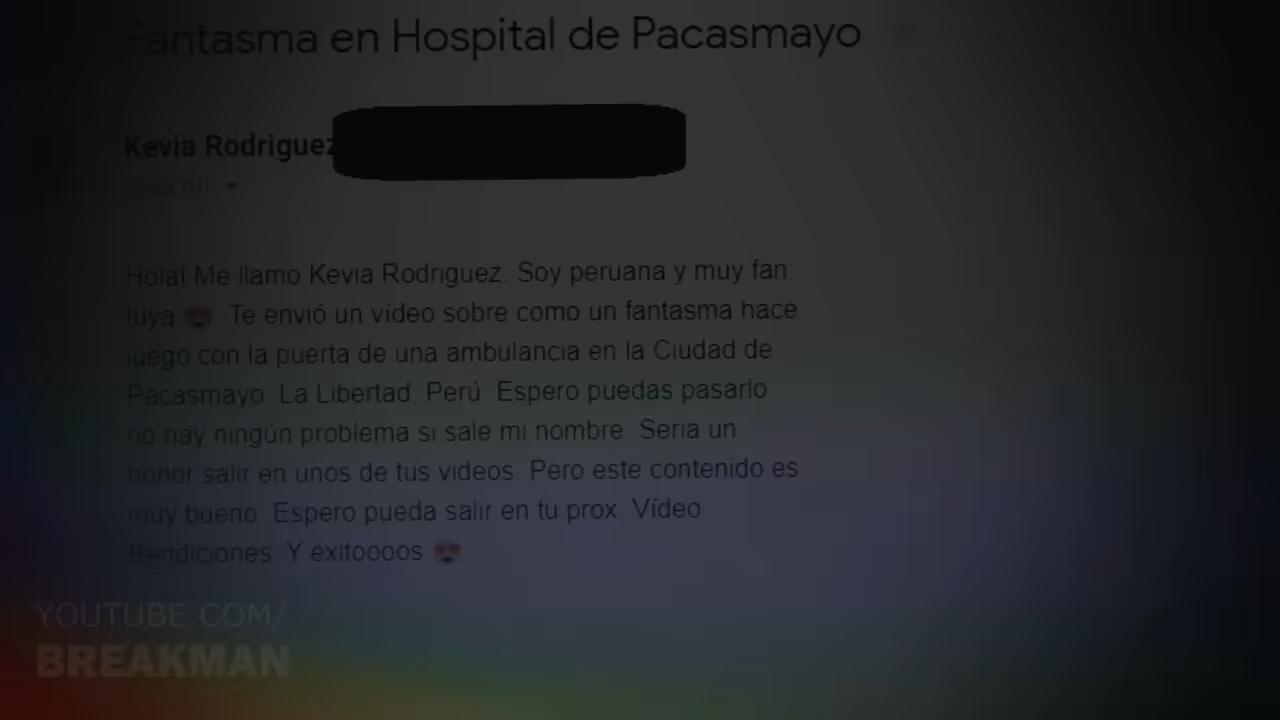 Fantasma en Hospital de Pacasmayo
Kevia Rodriguez
Hola! Me llamo Kevia Rodriguez. Soy peruana y muy fan
tuya 😍 Te envió un vídeo sobre como un fantasma hace
juego con la puerta de una ambulancia en la Ciudad de
Pacasmayo. La Libertad, Perú. Espero puedas pasarlo
no hay ningún problema si sale mi nombre. Seria un
honor salir en unos de tus videos. Pero este contenido es
muy bueno. Espero pueda salir en tu prox. Vídeo
Bendiciones. Y exitoooos 😍
YOUTUBE.COM/
BREAKMAN